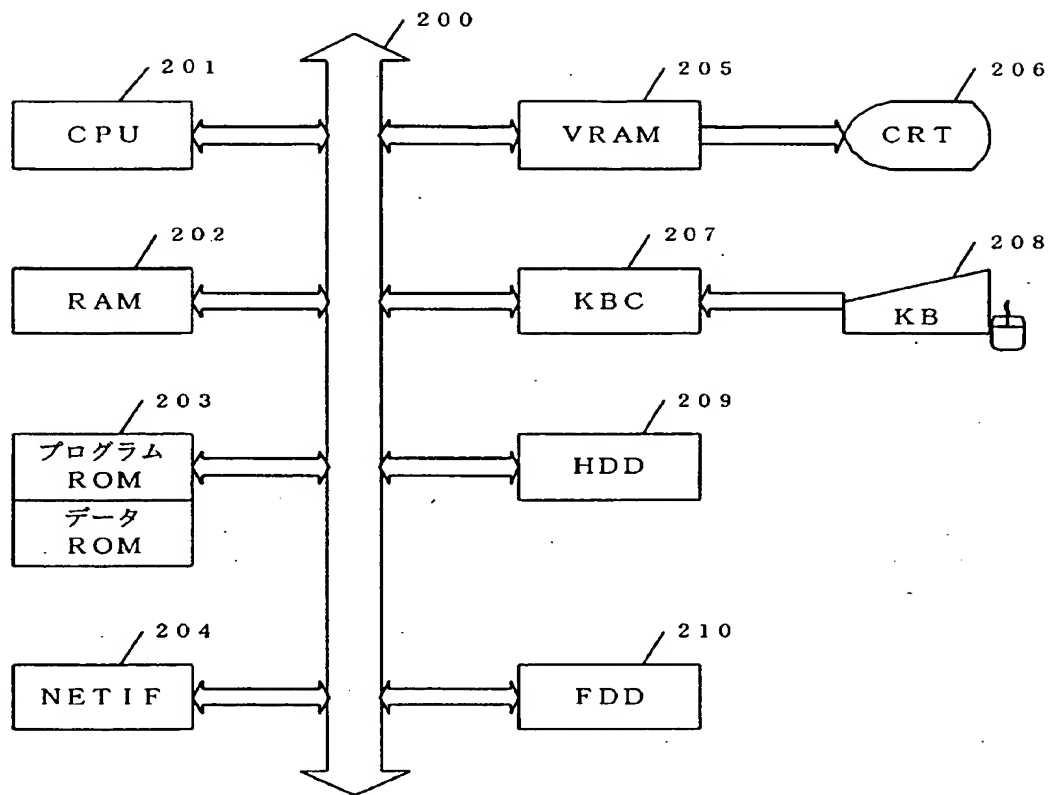 200
201
CPU
205
VRAM
206
CRT
202
RAM
207
KBC
208
KB
203
プログラム
ROM
データ
ROM
209
HDD
204
NETIF
210
FDD